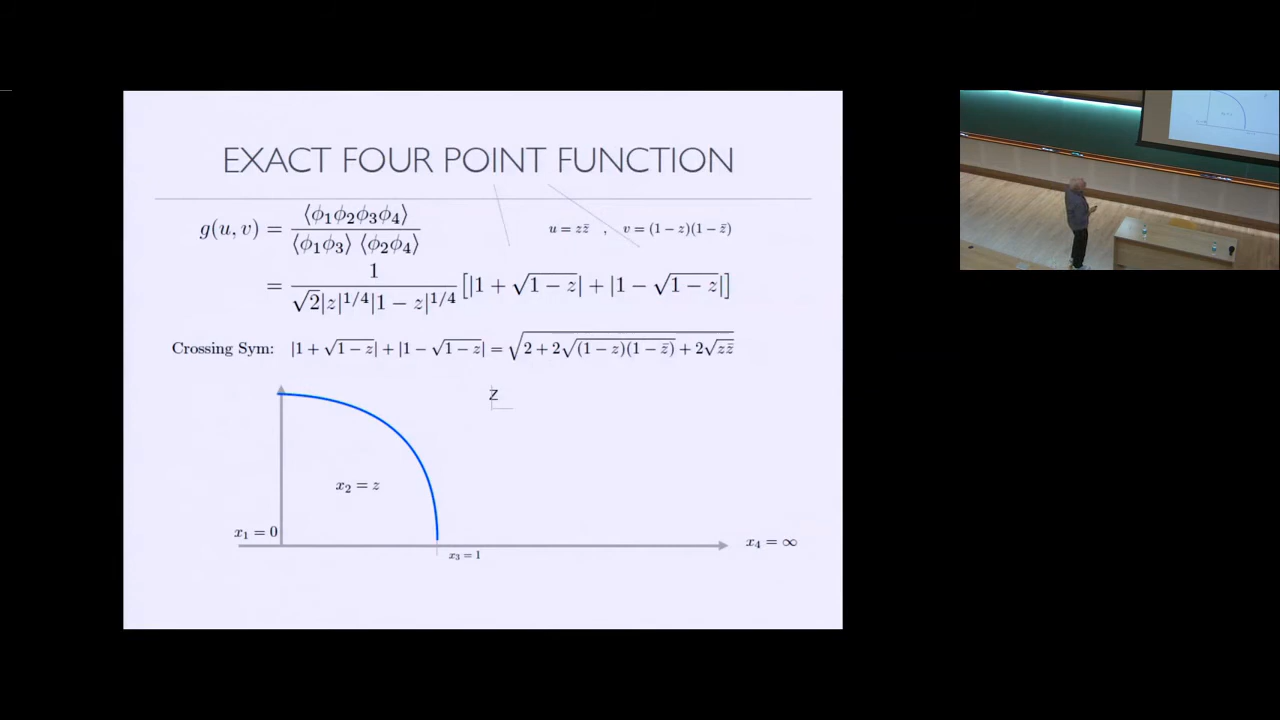 EXACT FOUR POINT FUNCTION
g(u, v) = ⟨ϕ₁ϕ₂ϕ₃ϕ₄⟩ / ⟨ϕ₁ϕ₃⟩ ⟨ϕ₂ϕ₄⟩
u = zz̄ , v = (1 − z)(1 − z̄)
= 1 / √2|z|^{1/4}|1 − z|^{1/4} [|1 + √(1 − z)| + |1 − √(1 − z)|]
Crossing Sym: |1 + √(1 − z)| + |1 − √(1 − z)| = √(2 + 2√((1 − z)(1 − z̄)) + 2√(zz̄))
z
x₂ = z
x₁ = 0
x₄ = ∞
x₃ = 1